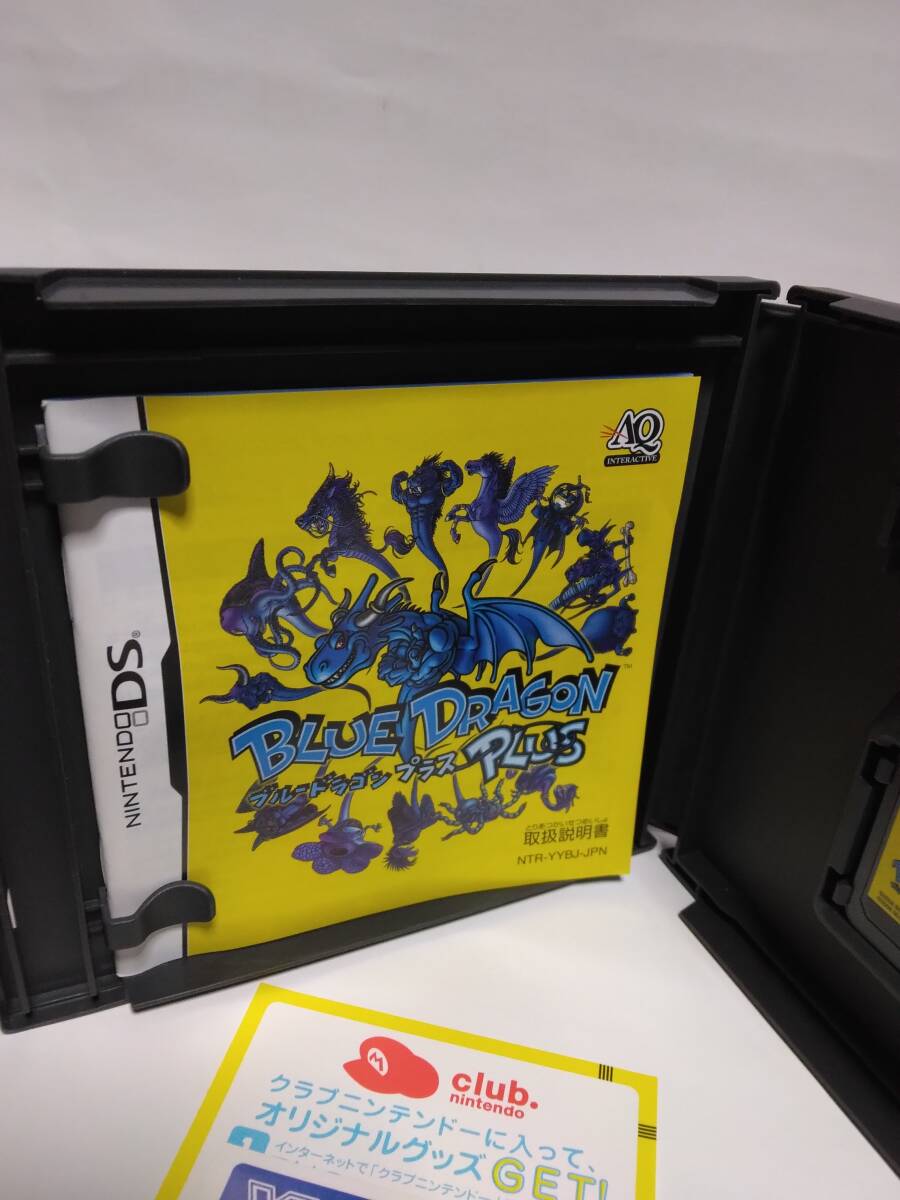 AQ
INTERACTIVE
NINTENDO DS®
BLUE DRAGON™
PLUS
ブルードラゴン プラス
とりあつかいせつめいしょ
取扱説明書
NTR-YYBJ-JPN
M
club.
nintendo
クラブニンテンドーに入って、
オリジナルグッズGET!
インターネットで「クラブニンテンドー